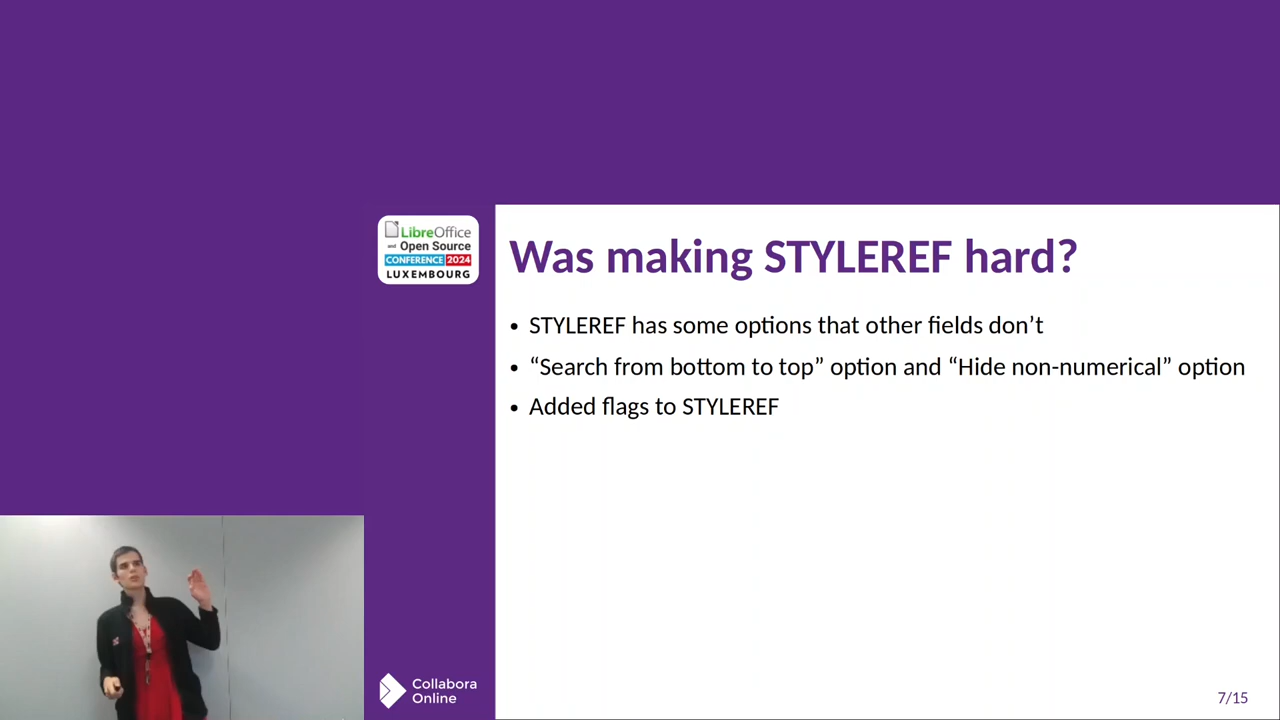 LibreOffice
and Open Source
CONFERENCE 2024
LUXEMBOURG
Was making STYLEREF hard?
• STYLEREF has some options that other fields don’t
• “Search from bottom to top” option and “Hide non-numerical” option
• Added flags to STYLEREF
Collabora
Online
7/15